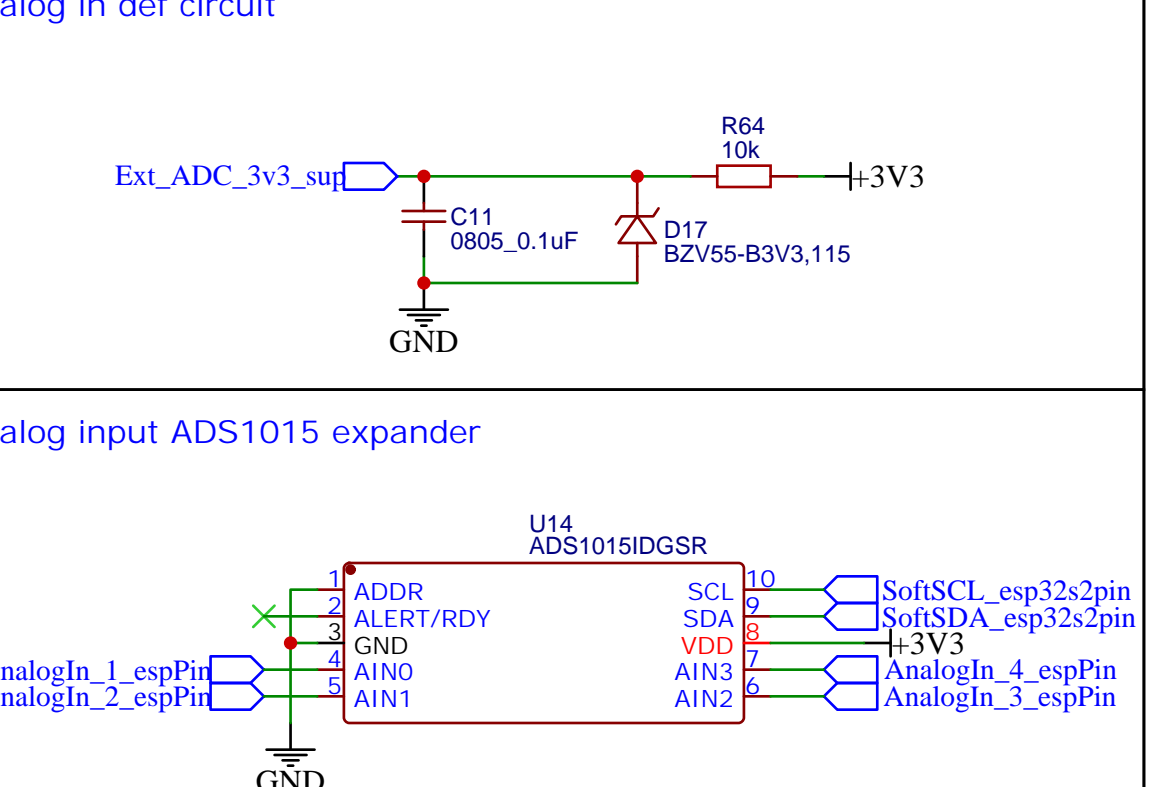 alog in def circuit
R64
10k
Ext_ADC_3v3_sup
+3V3
C11
0805_0.1uF
D17
BZV55-B3V3,115
GND
alog input ADS1015 expander
U14
ADS1015IDGSR
1 ADDR SCL 10 SoftSCL_esp32s2pin
2 ALERT/RDY SDA 9 SoftSDA_esp32s2pin
3 GND VDD 8 +3V3
nalogIn_1_espPin 4 AIN0 AIN3 7 AnalogIn_4_espPin
nalogIn_2_espPin 5 AIN1 AIN2 6 AnalogIn_3_espPin
GND